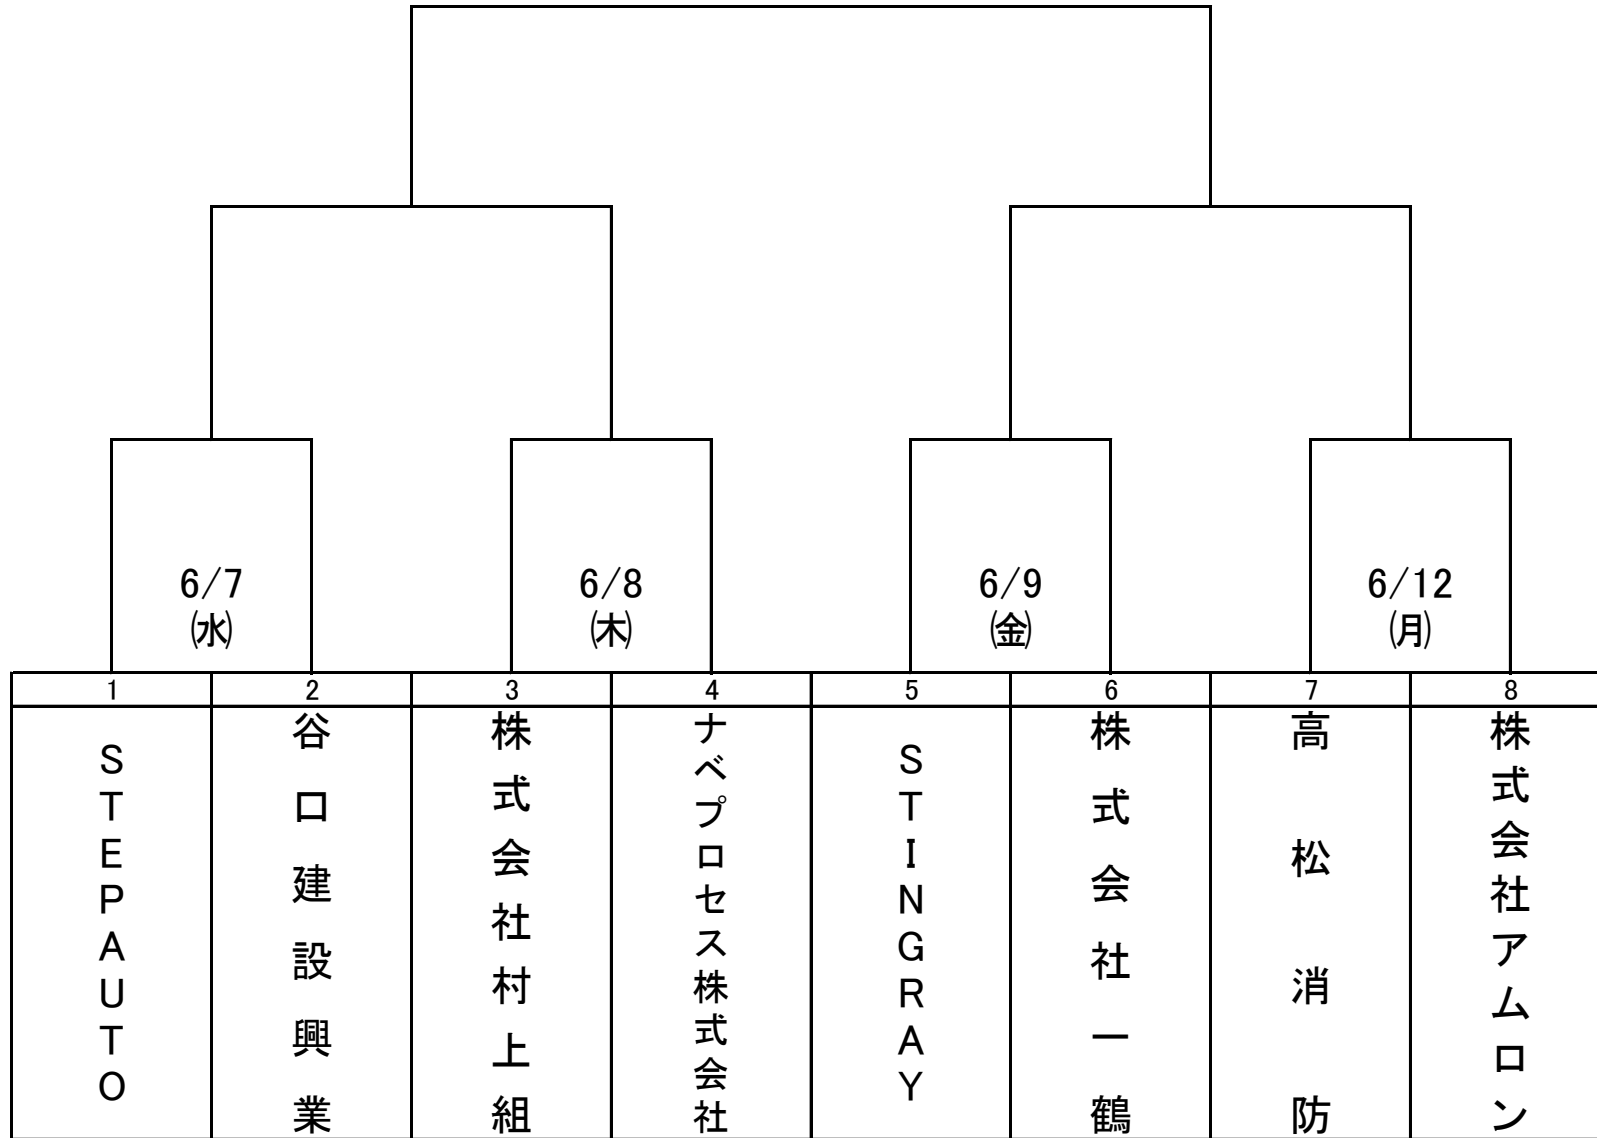 6/7
(水)
6/8
(木)
6/9
(金)
6/12
(月)
1
2
3
4
5
6
7
8
STEPAUTO
谷口建設興業
株式会社村上組
ナベプロセス株式会社
STINGRAY
株式会社一鶴
高松消防
株式会社アムロン